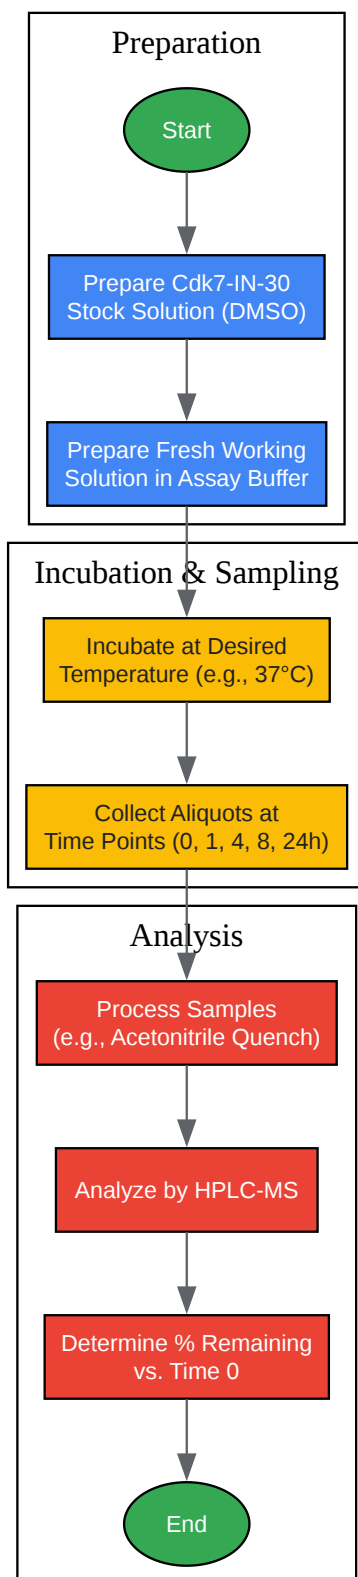 Preparation
Start
Prepare Cdk7-IN-30
Stock Solution (DMSO)
Prepare Fresh Working
Solution in Assay Buffer
Incubation & Sampling
Incubate at Desired
Temperature (e.g., 37°C)
Collect Aliquots at
Time Points (0, 1, 4, 8, 24h)
Analysis
Process Samples
(e.g., Acetonitrile Quench)
Analyze by HPLC-MS
Determine % Remaining
vs. Time 0
End